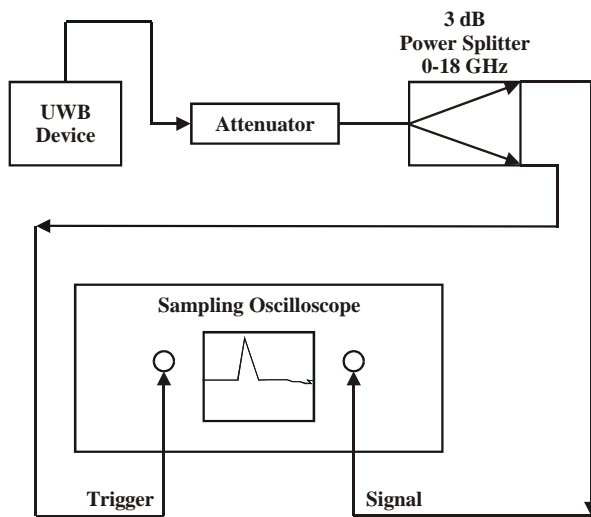 3 dB
Power Splitter
0-18 GHz
UWB
Device
Attenuator
Sampling Oscilloscope
Trigger
Signal